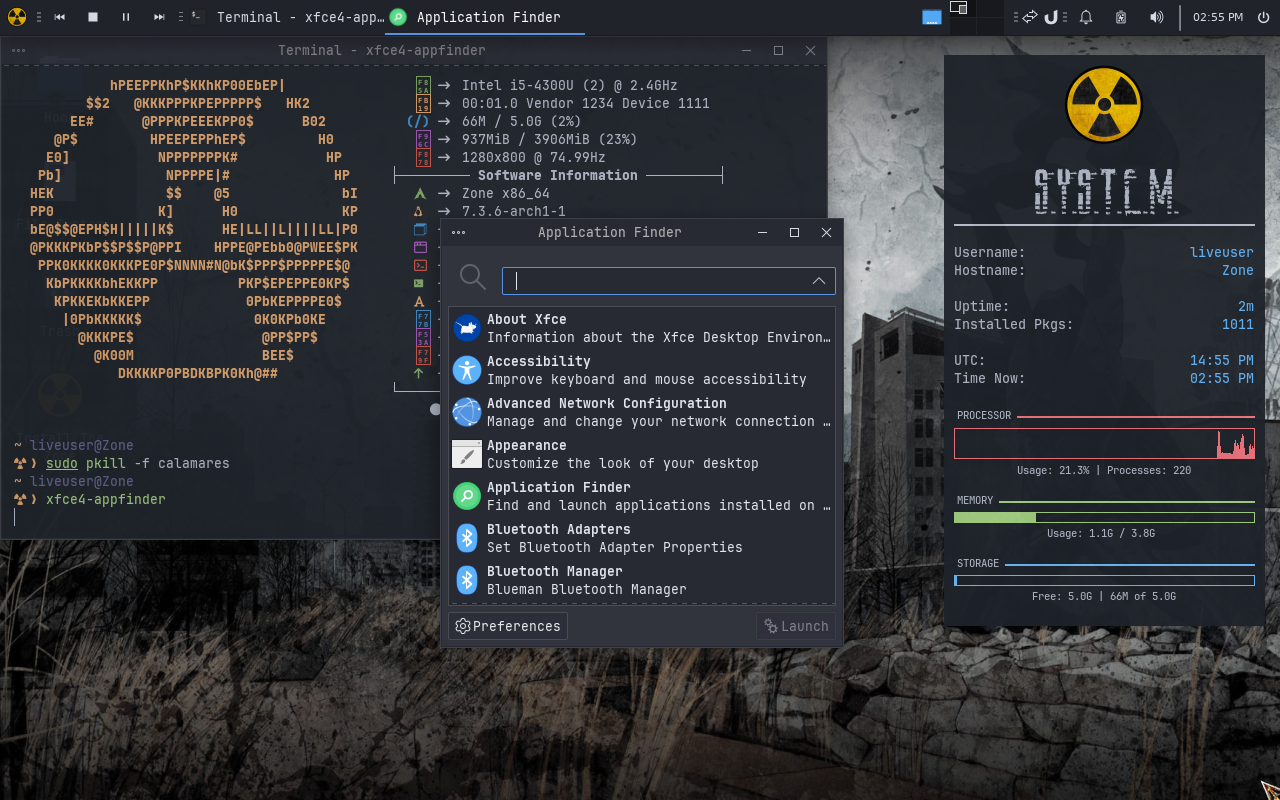 Terminal - xfce4-app…
Application Finder
02:55 PM
Terminal - xfce4-appfinder
hPEEPPKhP$KKhKP00EbEP|
$$2   @KKKPPPKPEPPPPP$   HK2
EE#      @PPPKPEEEKPP0$      B02
@P$         HPEEPEPPhEP$         H0
E0]           NPPPPPPPK#           HP
Pb]             NPPPPE|#             HP
HEK              $$    @5              bI
PP0             K]      H0             KP
bE@$$@EPH$H|||||K$      HE|LL||L||||LL|P0
@PKKKPKbP$$P$$P@PPI    HPPE@PEbb0@PWEE$PK
PPK0KKKK0KKKPE0P$NNNN#N@bK$PPP$PPPPPE$@
KbPKKKKbhEKKPP          PKP$EPEPPE0KP$
KPKKEKbKKEPP            0PbKEPPPPE0$
|0PbKKKKK$              0K0KPb0KE
@KKKPE$                @PP$PP$
@K00M                BEE$
DKKKKP0PBDKBPK0Kh@##
Intel i5-4300U (2) @ 2.4GHz
00:01.0 Vendor 1234 Device 1111
66M / 5.0G (2%)
937MiB / 3906MiB (23%)
1280x800 @ 74.99Hz
Software Information
Zone x86_64
7.3.6-arch1-1
~ liveuser@Zone
sudo pkill -f calamares
~ liveuser@Zone
xfce4-appfinder
Application Finder
About Xfce
Information about the Xfce Desktop Environ…
Accessibility
Improve keyboard and mouse accessibility
Advanced Network Configuration
Manage and change your network connection …
Appearance
Customize the look of your desktop
Application Finder
Find and launch applications installed on …
Bluetooth Adapters
Set Bluetooth Adapter Properties
Bluetooth Manager
Blueman Bluetooth Manager
Preferences
Launch
SYSTEM
Username: liveuser
Hostname: Zone
Uptime: 2m
Installed Pkgs: 1011
UTC: 14:55 PM
Time Now: 02:55 PM
PROCESSOR
Usage: 21.3% | Processes: 220
MEMORY
Usage: 1.1G / 3.8G
STORAGE
Free: 5.0G | 66M of 5.0G